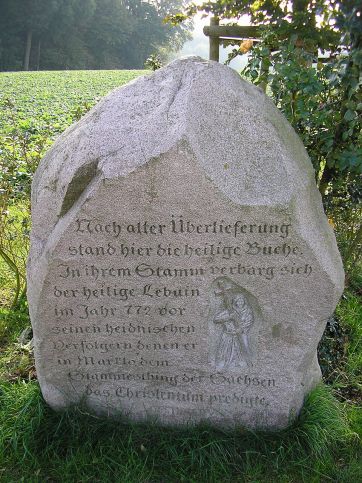 Nach alter Überlieferung
stand hier die heilige Buche.
In ihrem Stamm verbarg sich
der heilige Lebuin
im Jahr 772 vor
seinen heidnischen
Verfolgern denen er
in Marklo dem
Stammesthing der Sachsen
das Christentum predigte.